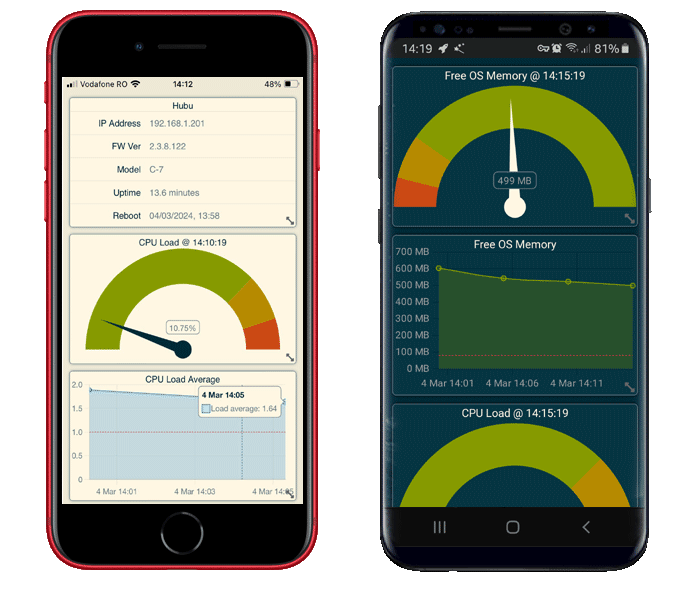 Vodafone RO 14:12 48%
Hubu
IP Address 192.168.1.201
FW Ver 2.3.8.122
Model C-7
Uptime 13.6 minutes
Reboot 04/03/2024, 13:58
CPU Load @ 14:10:19
10.75%
CPU Load Average
2.0
4 Mar 14:05
Load average: 1.64
1.5
1.0
0.5
0
4 Mar 14:01 4 Mar 14:03 4 Mar 14:05
14:19 81%
Free OS Memory @ 14:15:19
499 MB
Free OS Memory
700 MB
600 MB
500 MB
400 MB
300 MB
200 MB
100 MB
0 MB
4 Mar 14:01 4 Mar 14:06 4 Mar 14:11
CPU Load @ 14:15:19